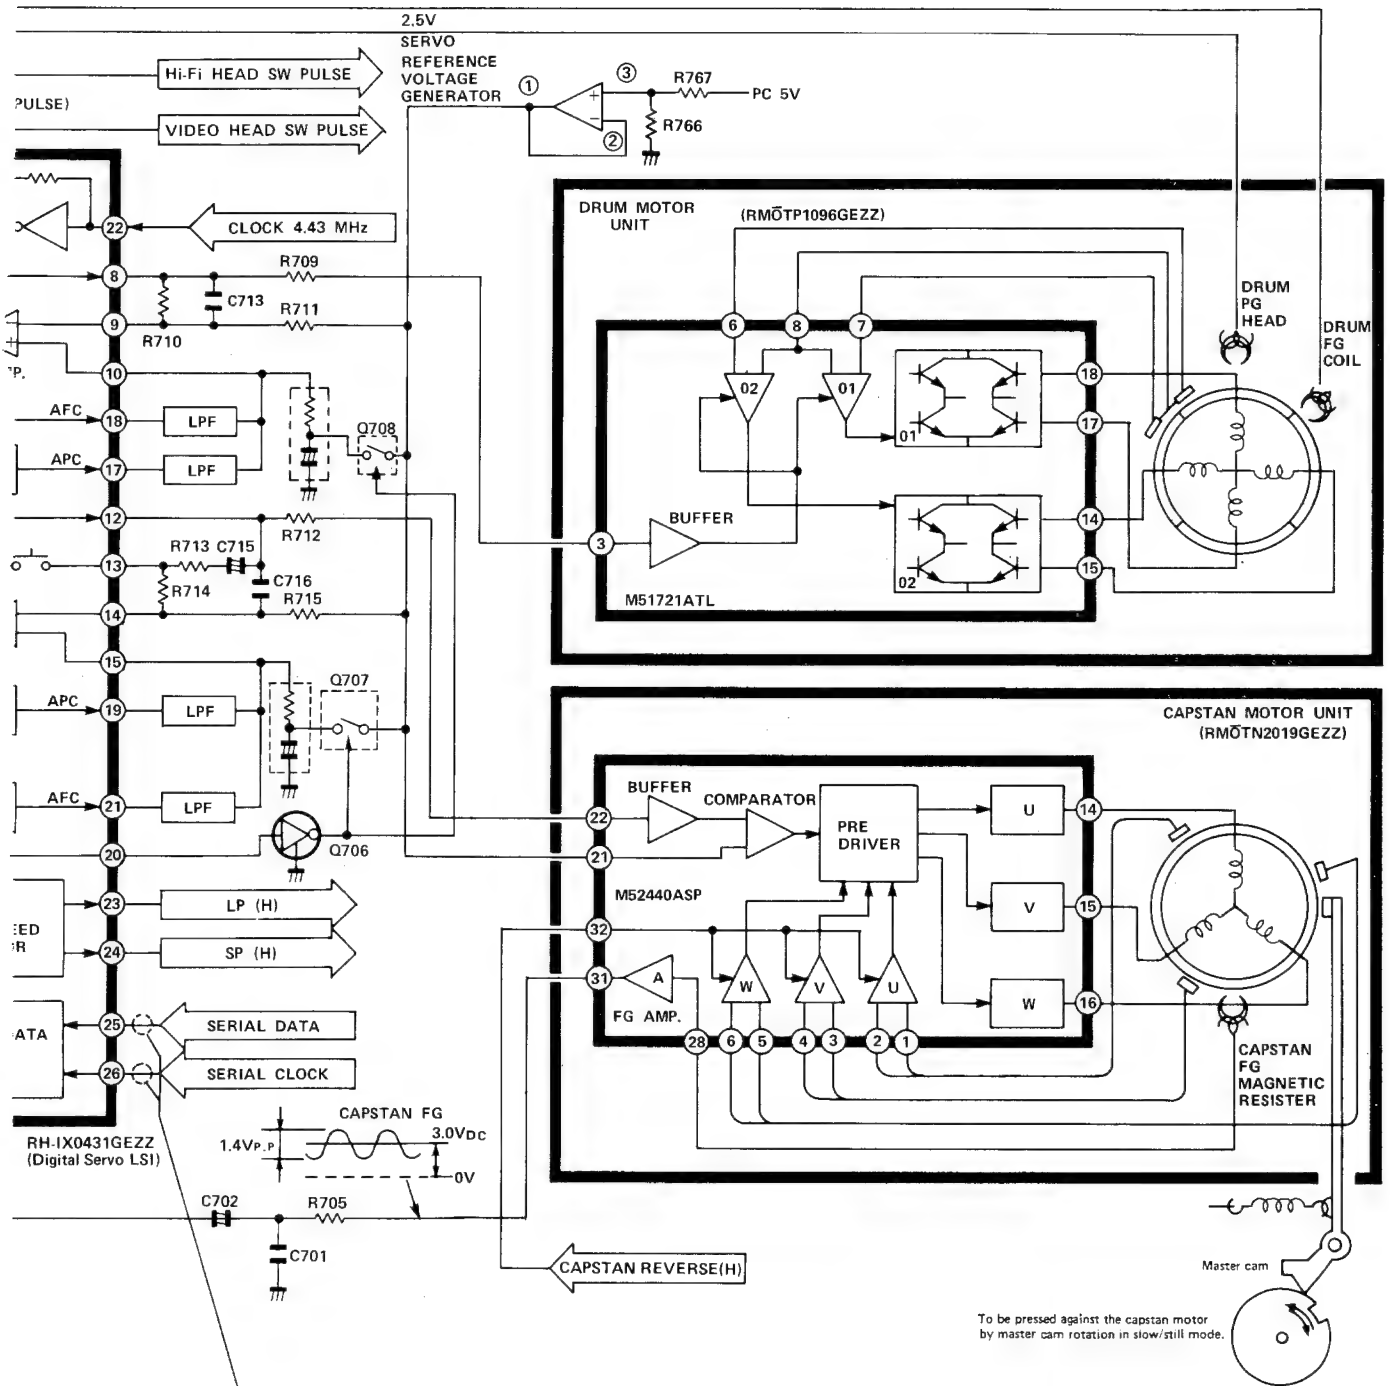 2.5V
SERVO
REFERENCE
VOLTAGE
GENERATOR
Hi-Fi HEAD SW PULSE
PULSE)
VIDEO HEAD SW PULSE
1
3
2
R767
PC 5V
R766
22
CLOCK 4.43 MHz
8
R709
C713
9
R711
R710
10
P.
AFC
18
LPF
Q708
APC
17
LPF
12
R712
13
R713
C715
R714
C716
14
R715
15
Q707
APC
19
LPF
AFC
21
LPF
20
Q706
23
LP (H)
EED
R
24
SP (H)
25
SERIAL DATA
ATA
26
SERIAL CLOCK
RH-IX0431GEZZ
(Digital Servo LSI)
CAPSTAN FG
1.4VP.P
3.0VDC
0V
C702
R705
C701
CAPSTAN REVERSE(H)
DRUM MOTOR
UNIT
(RMŌTP1096GEZZ)
DRUM
PG
HEAD
DRUM
FG
COIL
6
8
7
02
01
01
18
17
BUFFER
3
02
14
15
M51721ATL
CAPSTAN MOTOR UNIT
(RMŌTN2019GEZZ)
BUFFER
COMPARATOR
22
21
PRE
DRIVER
U
14
M52440ASP
V
15
32
31
A
FG AMP.
W
V
U
W
16
28
6
5
4
3
2
1
CAPSTAN
FG
MAGNETIC
RESISTER
Master cam
To be pressed against the capstan motor
by master cam rotation in slow/still mode.